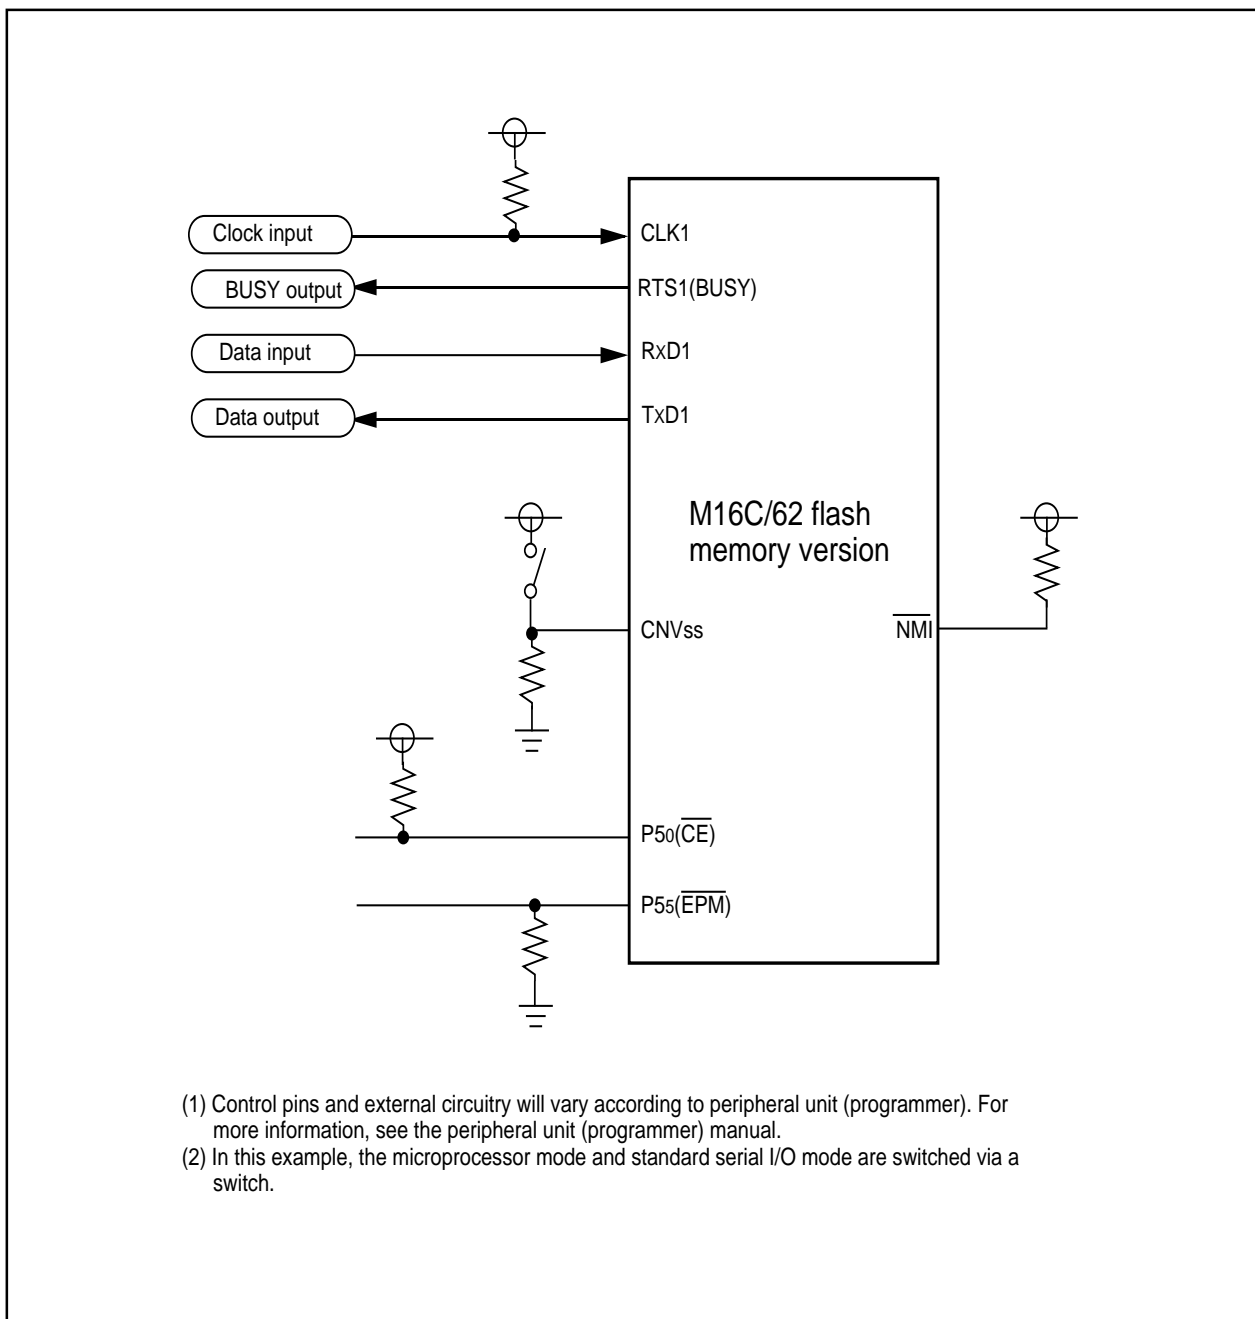 Clock input
CLK1
BUSY output
RTS1(BUSY)
Data input
RxD1
Data output
TxD1
M16C/62 flash
memory version
CNVss
NMI
P50(CE)
P55(EPM)
(1) Control pins and external circuitry will vary according to peripheral unit (programmer). For
more information, see the peripheral unit (programmer) manual.
(2) In this example, the microprocessor mode and standard serial I/O mode are switched via a
switch.